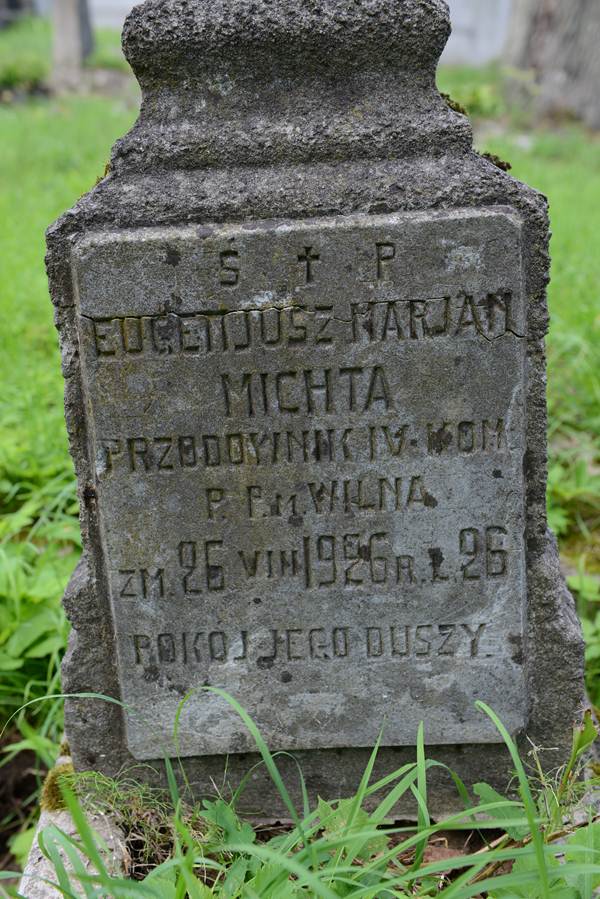 S † P
EUGENJUSZ MARJAN
MICHTA
PRZODOWNIK IV. KOM.
P. P. M. WILNA
ZM. 26 VIII 1926 R. L. 26
POKÓJ JEGO DUSZY.